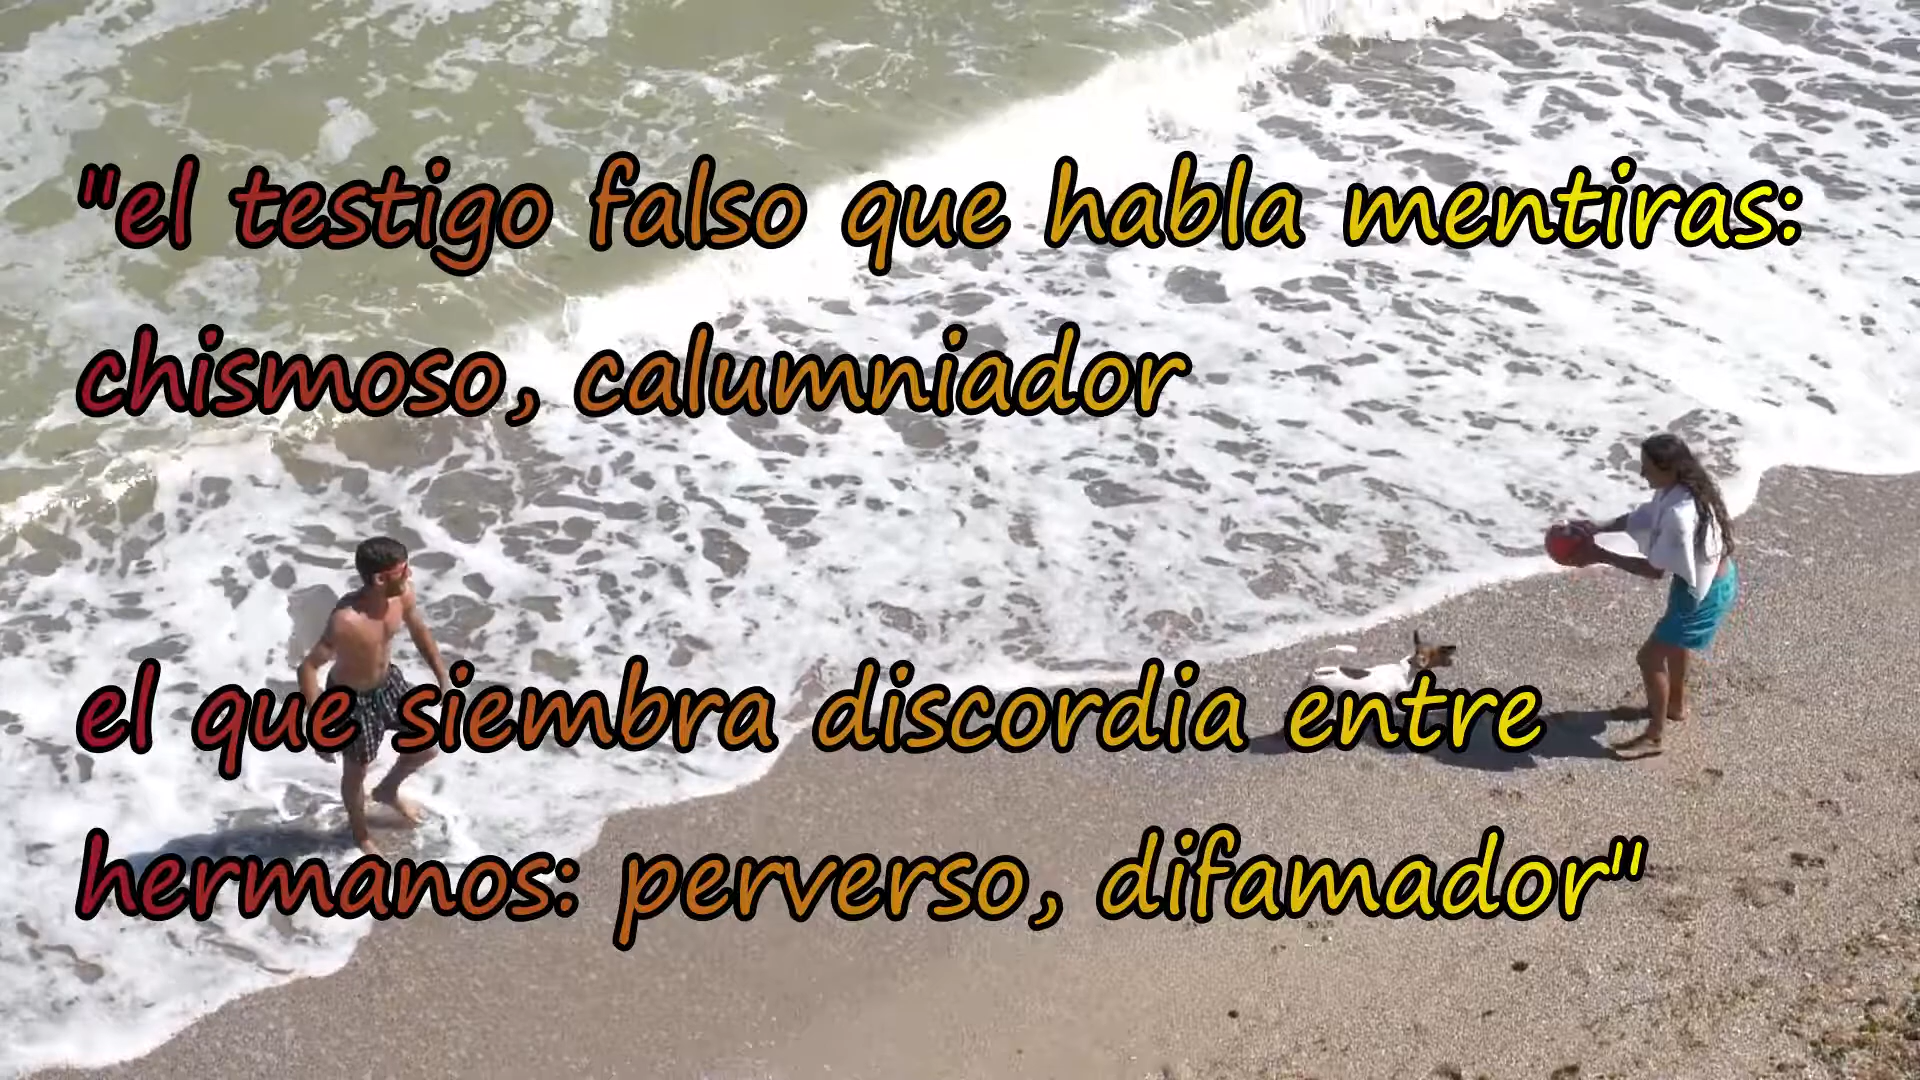 "el testigo falso que habla mentiras:
chismoso, calumniador
el que siembra discordia entre
hermanos: perverso, difamador"